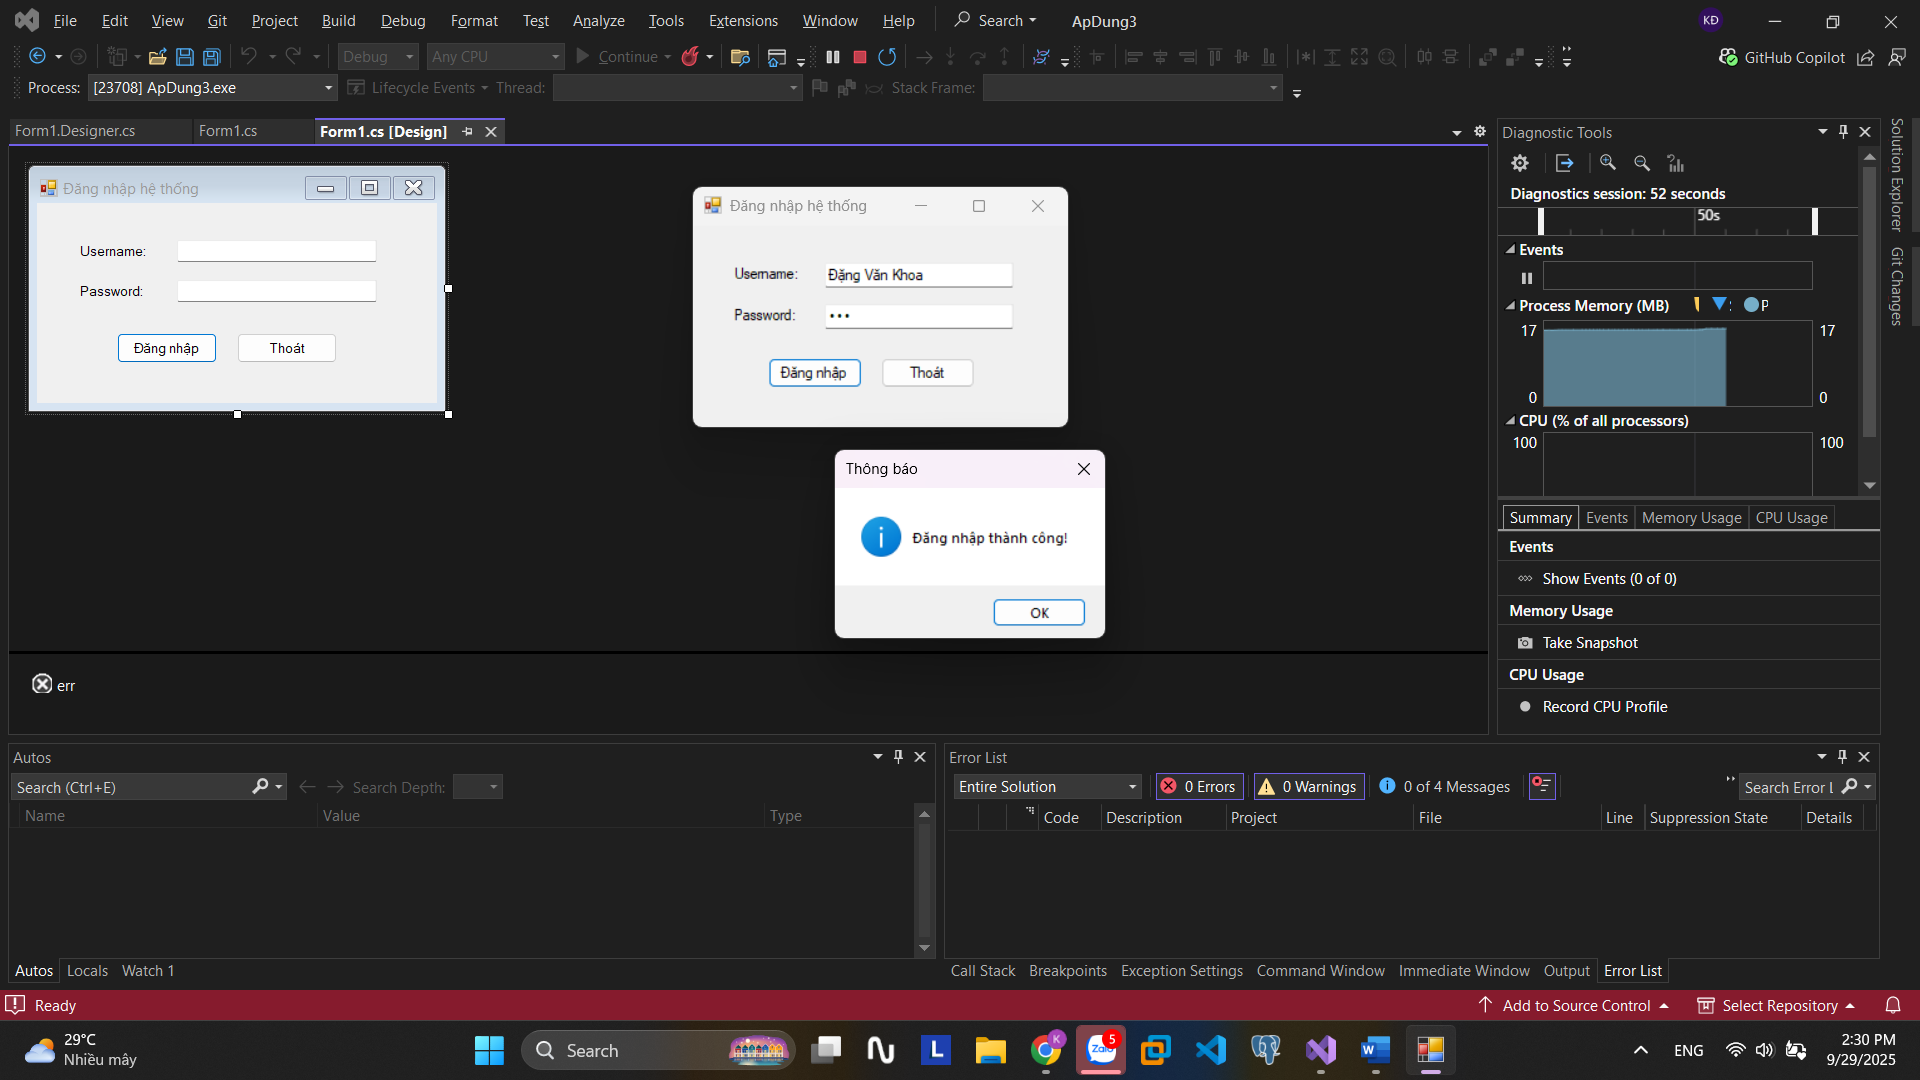 File Edit View Git Project Build Debug Format Test Analyze Tools Extensions Window Help Search ApDung3 KĐ
Debug Any CPU Continue GitHub Copilot
Process: [23708] ApDung3.exe Lifecycle Events Thread: Stack Frame:
Form1.Designer.cs Form1.cs Form1.cs [Design]
Đăng nhập hệ thống
Username:
Password:
Đăng nhập Thoát
Đăng nhập hệ thống
Username: Đặng Văn Khoa
Password: •••
Đăng nhập Thoát
Thông báo
Đăng nhập thành công!
OK
err
Diagnostic Tools
Diagnostics session: 52 seconds
50s
Events
Process Memory (MB) P
17 17
0 0
CPU (% of all processors)
100 100
Summary Events Memory Usage CPU Usage
Events
Show Events (0 of 0)
Memory Usage
Take Snapshot
CPU Usage
Record CPU Profile
Solution Explorer
Git Changes
Autos
Search (Ctrl+E) Search Depth:
Name Value Type
Autos Locals Watch 1
Error List
Entire Solution 0 Errors 0 Warnings 0 of 4 Messages Search Error L
Code Description Project File Line Suppression State Details
Call Stack Breakpoints Exception Settings Command Window Immediate Window Output Error List
Ready Add to Source Control Select Repository
29°C
Nhiều mây
Search
L
K
Zalo
5
W
ENG
2:30 PM
9/29/2025